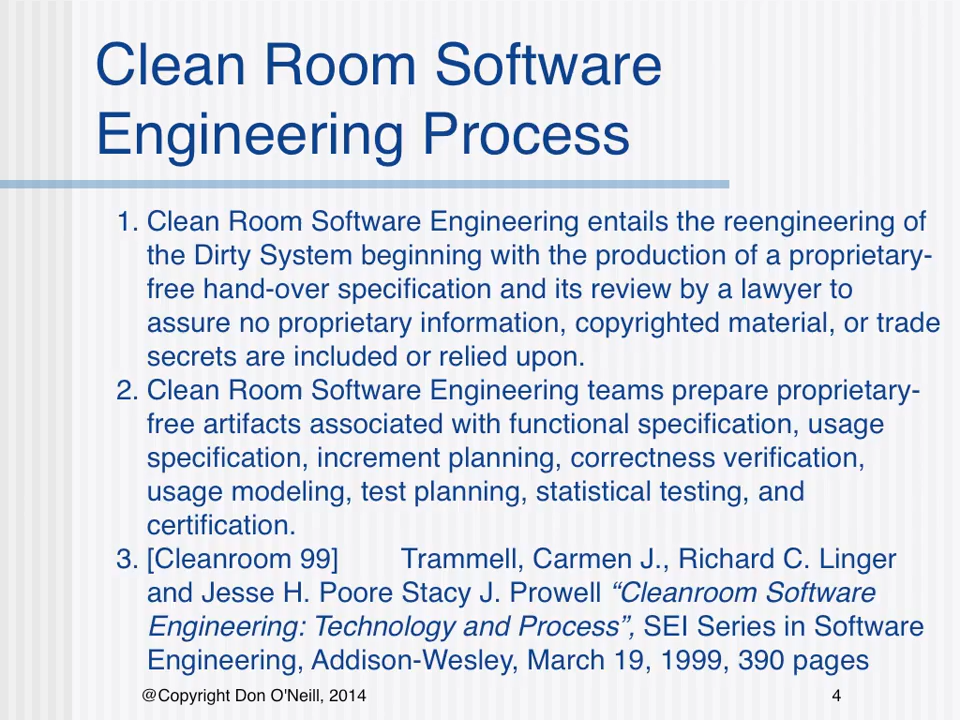 Clean Room Software
Engineering Process
1. Clean Room Software Engineering entails the reengineering of
the Dirty System beginning with the production of a proprietary-
free hand-over specification and its review by a lawyer to
assure no proprietary information, copyrighted material, or trade
secrets are included or relied upon.
2. Clean Room Software Engineering teams prepare proprietary-
free artifacts associated with functional specification, usage
specification, increment planning, correctness verification,
usage modeling, test planning, statistical testing, and
certification.
3. [Cleanroom 99] Trammell, Carmen J., Richard C. Linger
and Jesse H. Poore Stacy J. Prowell “Cleanroom Software
Engineering: Technology and Process”, SEI Series in Software
Engineering, Addison-Wesley, March 19, 1999, 390 pages
@Copyright Don O'Neill, 2014 4